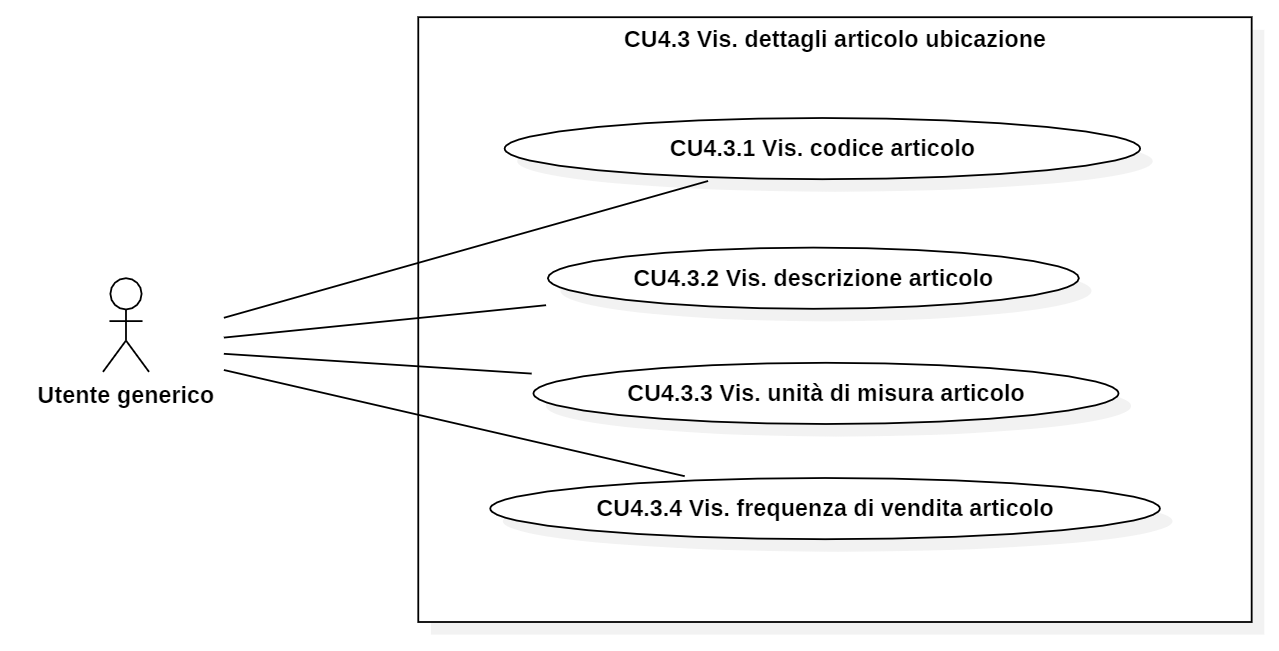 CU4.3 Vis. dettagli articolo ubicazione
CU4.3.1 Vis. codice articolo
CU4.3.2 Vis. descrizione articolo
Utente generico
CU4.3.3 Vis. unità di misura articolo
CU4.3.4 Vis. frequenza di vendita articolo